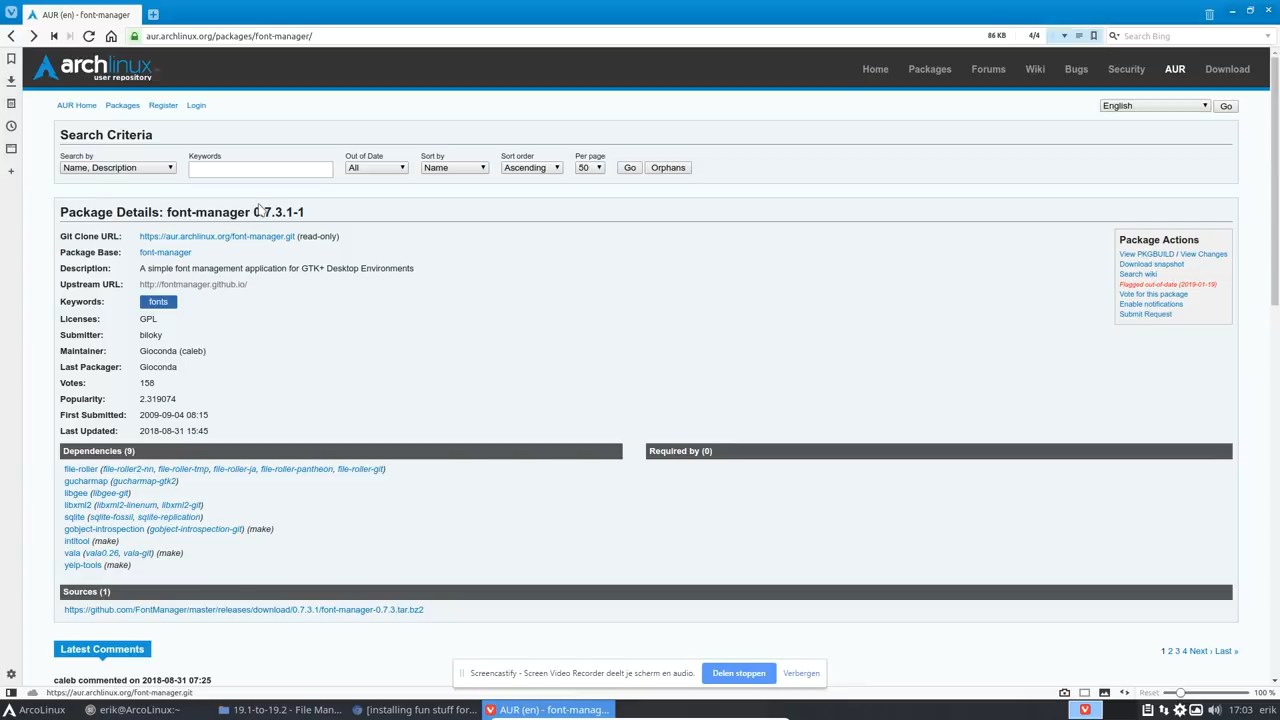 AUR (en) - font-manager
aur.archlinux.org/packages/font-manager/
86 KB
4/4
Search Bing
archlinux
user repository
Home
Packages
Forums
Wiki
Bugs
Security
AUR
Download
AUR Home
Packages
Register
Login
English
Go
Search Criteria
Search by
Keywords
Out of Date
Sort by
Sort order
Per page
Name, Description
All
Name
Ascending
50
Go
Orphans
Package Details: font-manager 0.7.3.1-1
Git Clone URL: https://aur.archlinux.org/font-manager.git (read-only)
Package Base: font-manager
Description: A simple font management application for GTK+ Desktop Environments
Upstream URL: http://fontmanager.github.io/
Keywords: fonts
Licenses: GPL
Submitter: biloky
Maintainer: Gioconda (caleb)
Last Packager: Gioconda
Votes: 158
Popularity: 2.319074
First Submitted: 2009-09-04 08:15
Last Updated: 2018-08-31 15:45
Package Actions
View PKGBUILD / View Changes
Download snapshot
Search wiki
Flagged out-of-date (2019-01-19)
Vote for this package
Enable notifications
Submit Request
Dependencies (9)
file-roller (file-roller2-nn, file-roller-tmp, file-roller-ja, file-roller-pantheon, file-roller-git)
gucharmap (gucharmap-gtk2)
libgee (libgee-git)
libxml2 (libxml2-linenum, libxml2-git)
sqlite (sqlite-fossil, sqlite-replication)
gobject-introspection (gobject-introspection-git) (make)
intltool (make)
vala (vala0.26, vala-git) (make)
yelp-tools (make)
Required by (0)
Sources (1)
https://github.com/FontManager/master/releases/download/0.7.3.1/font-manager-0.7.3.tar.bz2
Latest Comments
1 2 3 4 Next › Last »
caleb commented on 2018-08-31 07:25
Screencastify - Screen Video Recorder deelt je scherm en audio.
Delen stoppen
Verbergen
https://aur.archlinux.org/font-manager.git
Reset
100 %
ArcoLinux
erik@ArcoLinux:~
19.1-to-19.2 - File Man...
[installing fun stuff for...
AUR (en) - font-manag...
17:03
erik